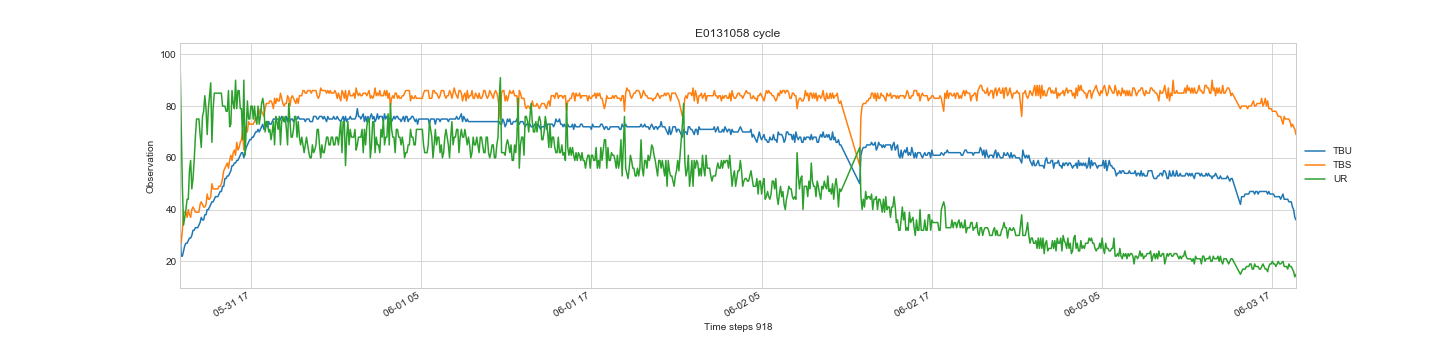 E0131058 cycle
Observation
100
80
60
40
20
05-31 17
06-01 05
06-01 17
06-02 05
06-02 17
06-03 05
06-03 17
Time steps 918
TBU
TBS
UR